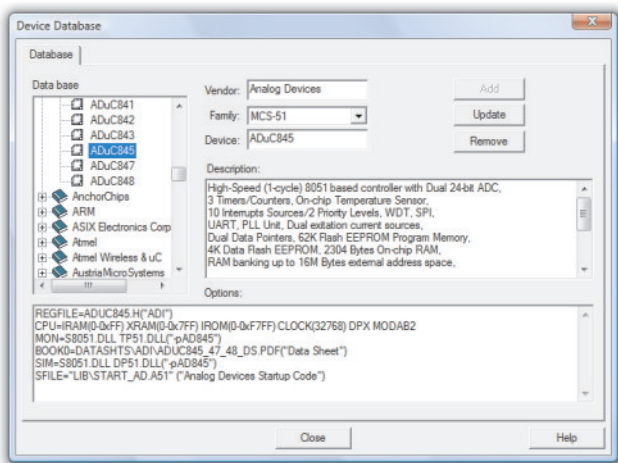 Device Database
Database
Data base
ADuC841
ADuC842
ADuC843
ADuC845
ADuC847
ADuC848
AnchorChips
ARM
ASIX Electronics Corp
Atmel
Atmel Wireless & uC
AustriaMicroSystems
Vendor: Analog Devices
Family: MCS-51
Device: ADuC845
Add
Update
Remove
Description:
High-Speed (1-cycle) 8051 based controller with Dual 24-bit ADC,
3 Timers/Counters, On-chip Temperature Sensor,
10 Interrupts Sources/2 Priority Levels, WDT, SPI,
UART, PLL Unit, Dual exitation current sources,
Dual Data Pointers, 62K Flash EEPROM Program Memory,
4K Data Flash EEPROM, 2304 Bytes On-chip RAM,
RAM banking up to 16M Bytes external address space,
Options:
REGFILE=ADUC845.H("ADI")
CPU=IRAM(0-0xFF) XRAM(0-0x7FF) IROM(0-0xF7FF) CLOCK(32768) DPX MODAB2
MON=S8051.DLL TP51.DLL("-pAD845")
BOOK0=DATASHTS\ADI\ADUC845_47_48_DS.PDF("Data Sheet")
SIM=S8051.DLL DP51.DLL("-pAD845")
SFILE="LIB\START_AD.A51" ("Analog Devices Startup Code")
Close
Help